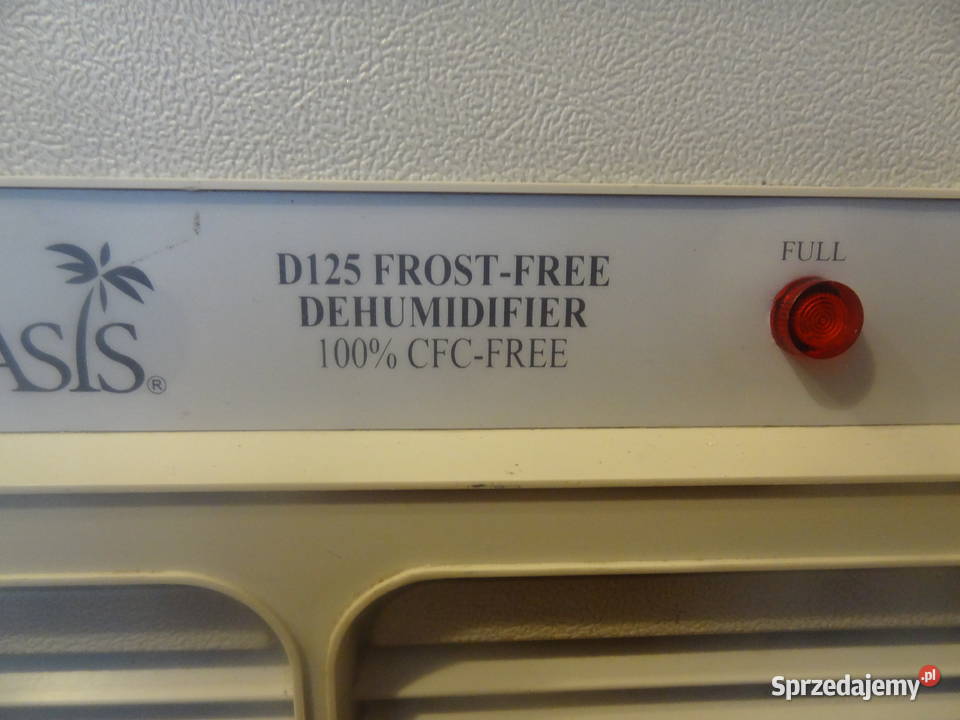 ASIS®
D125 FROST-FREE
DEHUMIDIFIER
100% CFC-FREE
FULL
Sprzedajemy.pl